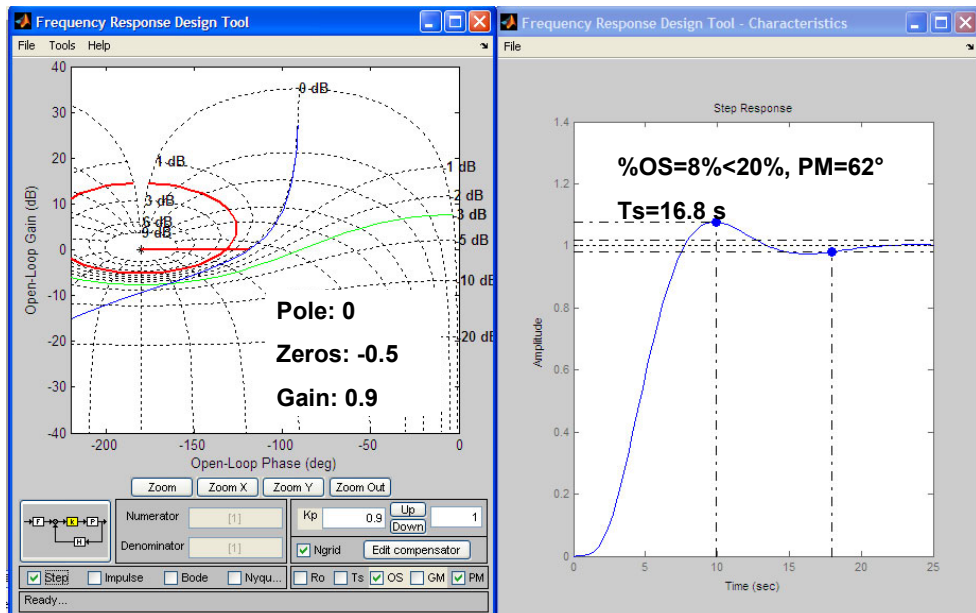 Frequency Response Design Tool
File Tools Help
40
30
20
10
0
-10
-20
-30
-40
Open-Loop Gain (dB)
0 dB
1 dB
3 dB
6 dB
9 dB
-1 dB
-2 dB
-3 dB
-5 dB
-10 dB
-20 dB
Pole: 0
Zeros: -0.5
Gain: 0.9
-200 -150 -100 -50 0
Open-Loop Phase (deg)
Zoom Zoom X Zoom Y Zoom Out
F k P
H
Numerator [1]
Denominator [1]
Kp 0.9 Up Down 1
Ngrid Edit compensator
Step Impulse Bode Nyqu... Ro Ts OS GM PM
Ready...
Frequency Response Design Tool - Characteristics
File
Step Response
%OS=8%<20%, PM=62°
Ts=16.8 s
1.4
1.2
1
0.8
0.6
0.4
0.2
0
Amplitude
0 5 10 15 20 25
Time (sec)